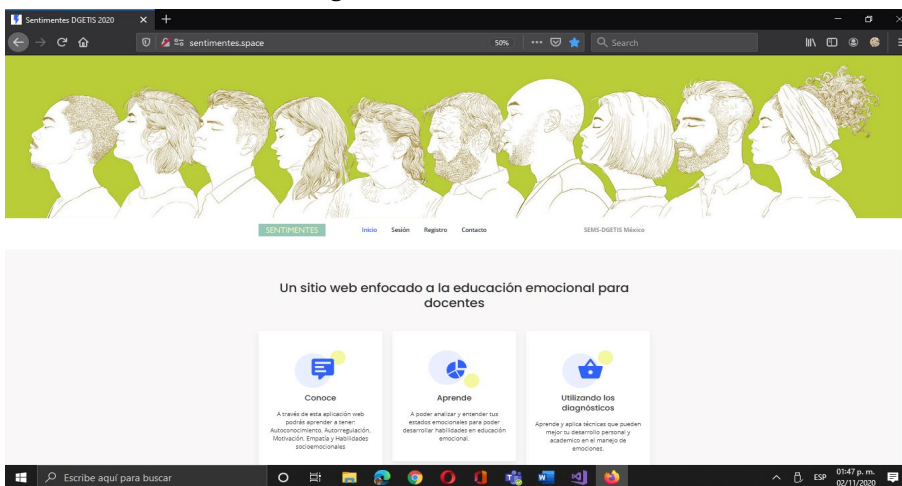 Sentimentes DGETIS 2020
sentimentes.space
50%
Search
SENTIMENTES
Inicio
Sesión
Registro
Contacto
SEMS-DGETIS México
Un sitio web enfocado a la educación emocional para
docentes
Conoce
A través de esta aplicación web
podrás aprender a tener:
Autoconocimiento, Autorregulación,
Motivación, Empatía y Habilidades
socioemocionales
Aprende
A poder analizar y entender tus
estados emocionales para poder
desarrollar habilidades en educación
emocional.
Utilizando los
diagnósticos
Aprende y aplica técnicas que pueden
mejor tu desarrollo personal y
academico en el manejo de
emociones.
Escribe aquí para buscar
ESP
01:47 p. m.
02/11/2020